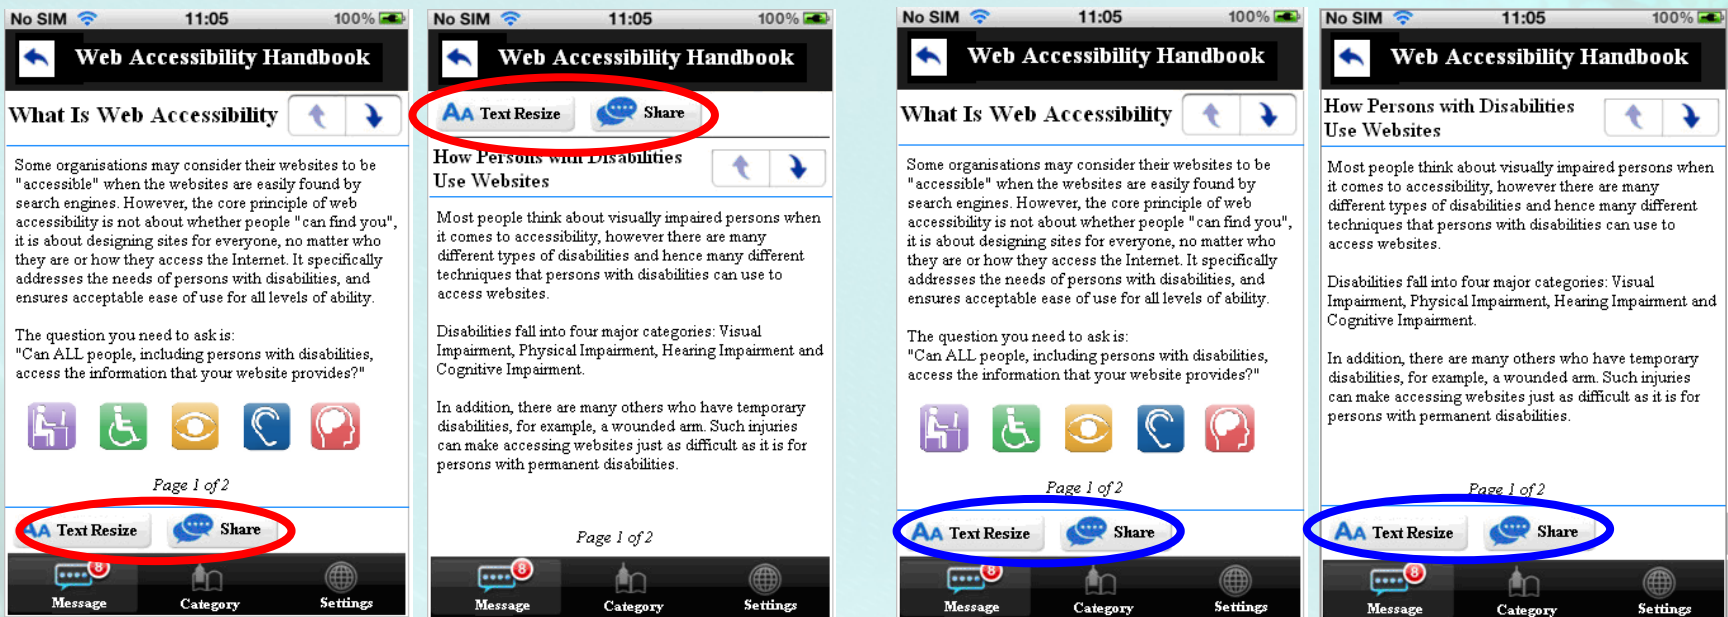 No SIM 11:05 100%
Web Accessibility Handbook
What Is Web Accessibility
Some organisations may consider their websites to be
"accessible" when the websites are easily found by
search engines. However, the core principle of web
accessibility is not about whether people "can find you",
it is about designing sites for everyone, no matter who
they are or how they access the Internet. It specifically
addresses the needs of persons with disabilities, and
ensures acceptable ease of use for all levels of ability.
The question you need to ask is:
"Can ALL people, including persons with disabilities,
access the information that your website provides?"
Page 1 of 2
AA Text Resize Share
8
Message Category Settings
No SIM 11:05 100%
Web Accessibility Handbook
AA Text Resize Share
How Persons with Disabilities
Use Websites
Most people think about visually impaired persons when
it comes to accessibility, however there are many
different types of disabilities and hence many different
techniques that persons with disabilities can use to
access websites.
Disabilities fall into four major categories: Visual
Impairment, Physical Impairment, Hearing Impairment and
Cognitive Impairment.
In addition, there are many others who have temporary
disabilities, for example, a wounded arm. Such injuries
can make accessing websites just as difficult as it is for
persons with permanent disabilities.
Page 1 of 2
8
Message Category Settings
No SIM 11:05 100%
Web Accessibility Handbook
What Is Web Accessibility
Some organisations may consider their websites to be
"accessible" when the websites are easily found by
search engines. However, the core principle of web
accessibility is not about whether people "can find you",
it is about designing sites for everyone, no matter who
they are or how they access the Internet. It specifically
addresses the needs of persons with disabilities, and
ensures acceptable ease of use for all levels of ability.
The question you need to ask is:
"Can ALL people, including persons with disabilities,
access the information that your website provides?"
Page 1 of 2
AA Text Resize Share
8
Message Category Settings
No SIM 11:05 100%
Web Accessibility Handbook
How Persons with Disabilities
Use Websites
Most people think about visually impaired persons when
it comes to accessibility, however there are many
different types of disabilities and hence many different
techniques that persons with disabilities can use to
access websites.
Disabilities fall into four major categories: Visual
Impairment, Physical Impairment, Hearing Impairment and
Cognitive Impairment.
In addition, there are many others who have temporary
disabilities, for example, a wounded arm. Such injuries
can make accessing websites just as difficult as it is for
persons with permanent disabilities.
Page 1 of 2
AA Text Resize Share
8
Message Category Settings